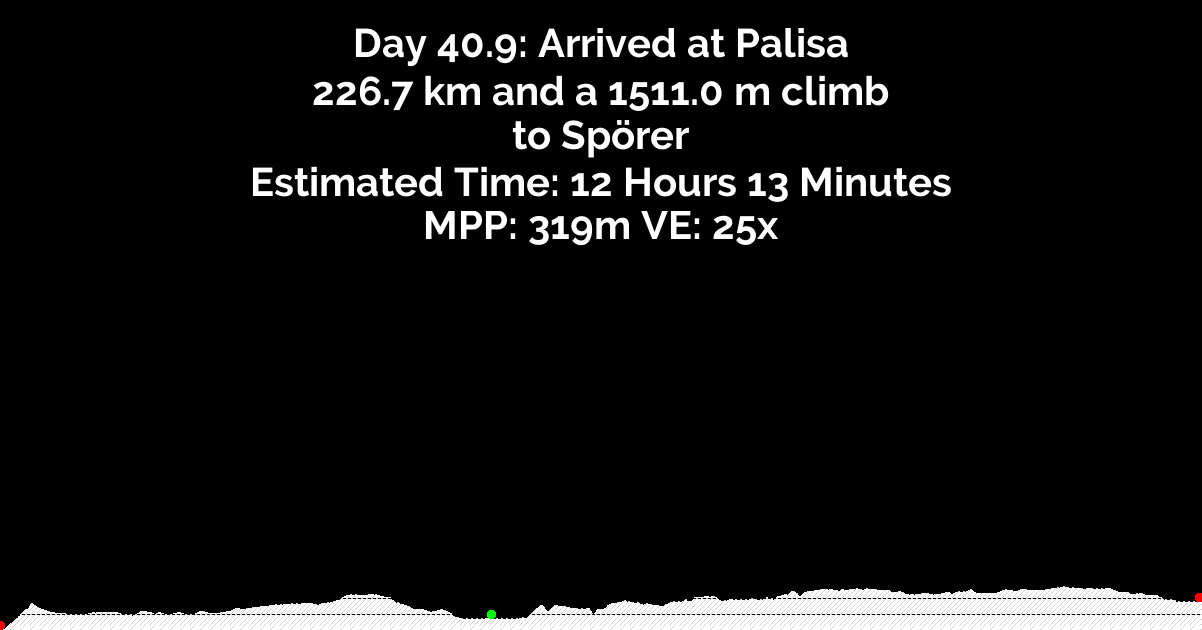 Day 40.9: Arrived at Palisa
226.7 km and a 1511.0 m climb
to Spörer
Estimated Time: 12 Hours 13 Minutes
MPP: 319m VE: 25x